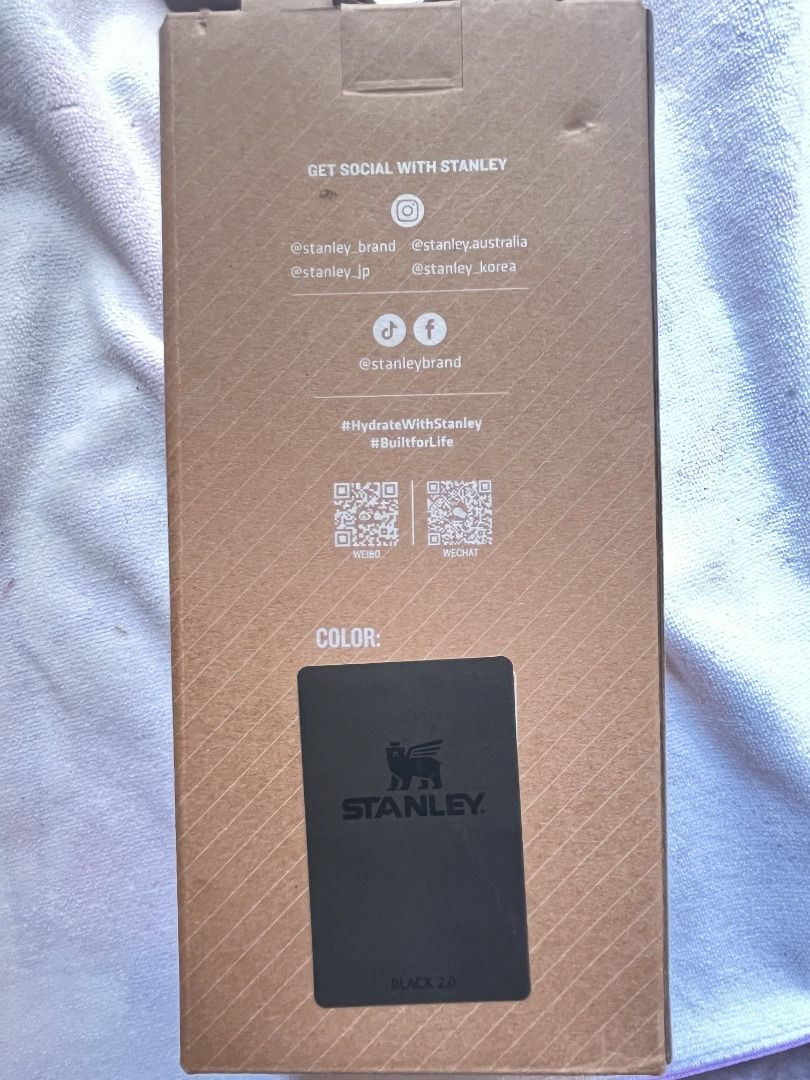 GET SOCIAL WITH STANLEY
@stanley_brand @stanley.australia
@stanley_jp @stanley_korea
@stanleybrand
#HydrateWithStanley
#BuiltforLife
WEIBO WECHAT
COLOR:
STANLEY
BLACK 2.0